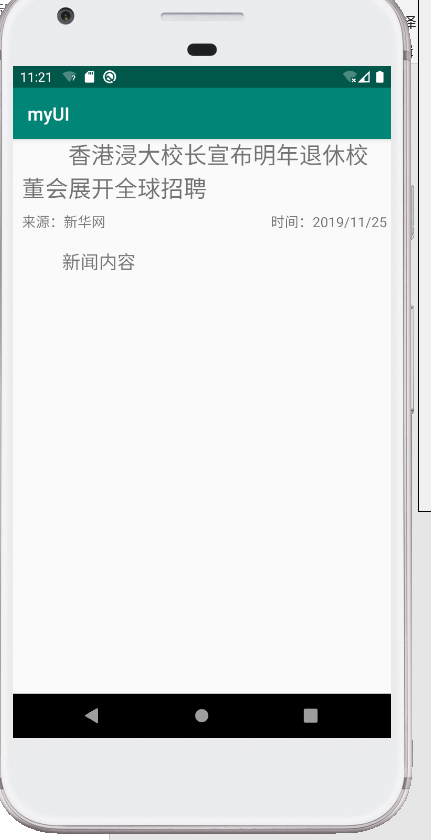 择
11:21
myUI
香港浸大校长宣布明年退休校
董会展开全球招聘
来源：新华网
时间：2019/11/25
新闻内容